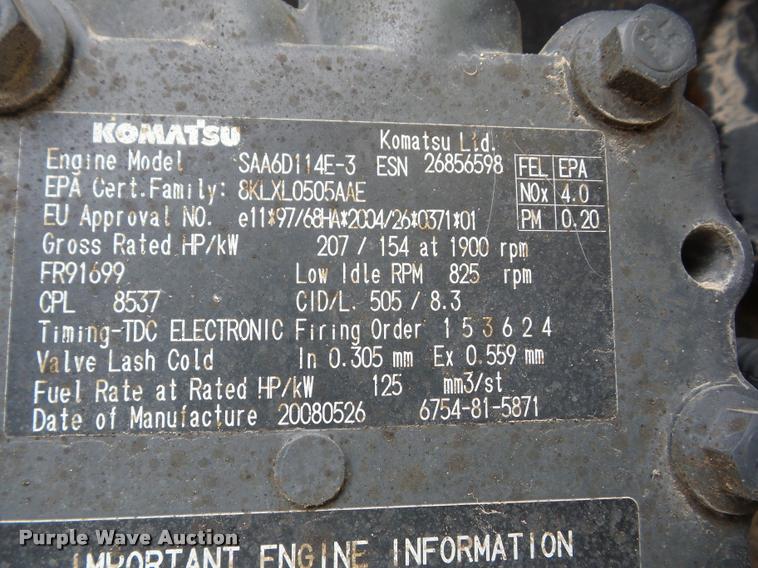 KOMATSU Komatsu Ltd.
Engine Model SAA6D114E-3 ESN 26856598 FEL EPA
EPA Cert.Family: 8KLXL0505AAE NOx 4.0
EU Approval NO. e11*97/68HA*2004/26*0371*01 PM 0.20
Gross Rated HP/kW 207 / 154 at 1900 rpm
FR91699 Low Idle RPM 825 rpm
CPL 8537 CID/L. 505 / 8.3
Timing-TDC ELECTRONIC Firing Order 1 5 3 6 2 4
Valve Lash Cold In 0.305 mm Ex 0.559 mm
Fuel Rate at Rated HP/kW 125 mm3/st
Date of Manufacture 20080526 6754-81-5871
IMPORTANT ENGINE INFORMATION
Purple Wave Auction